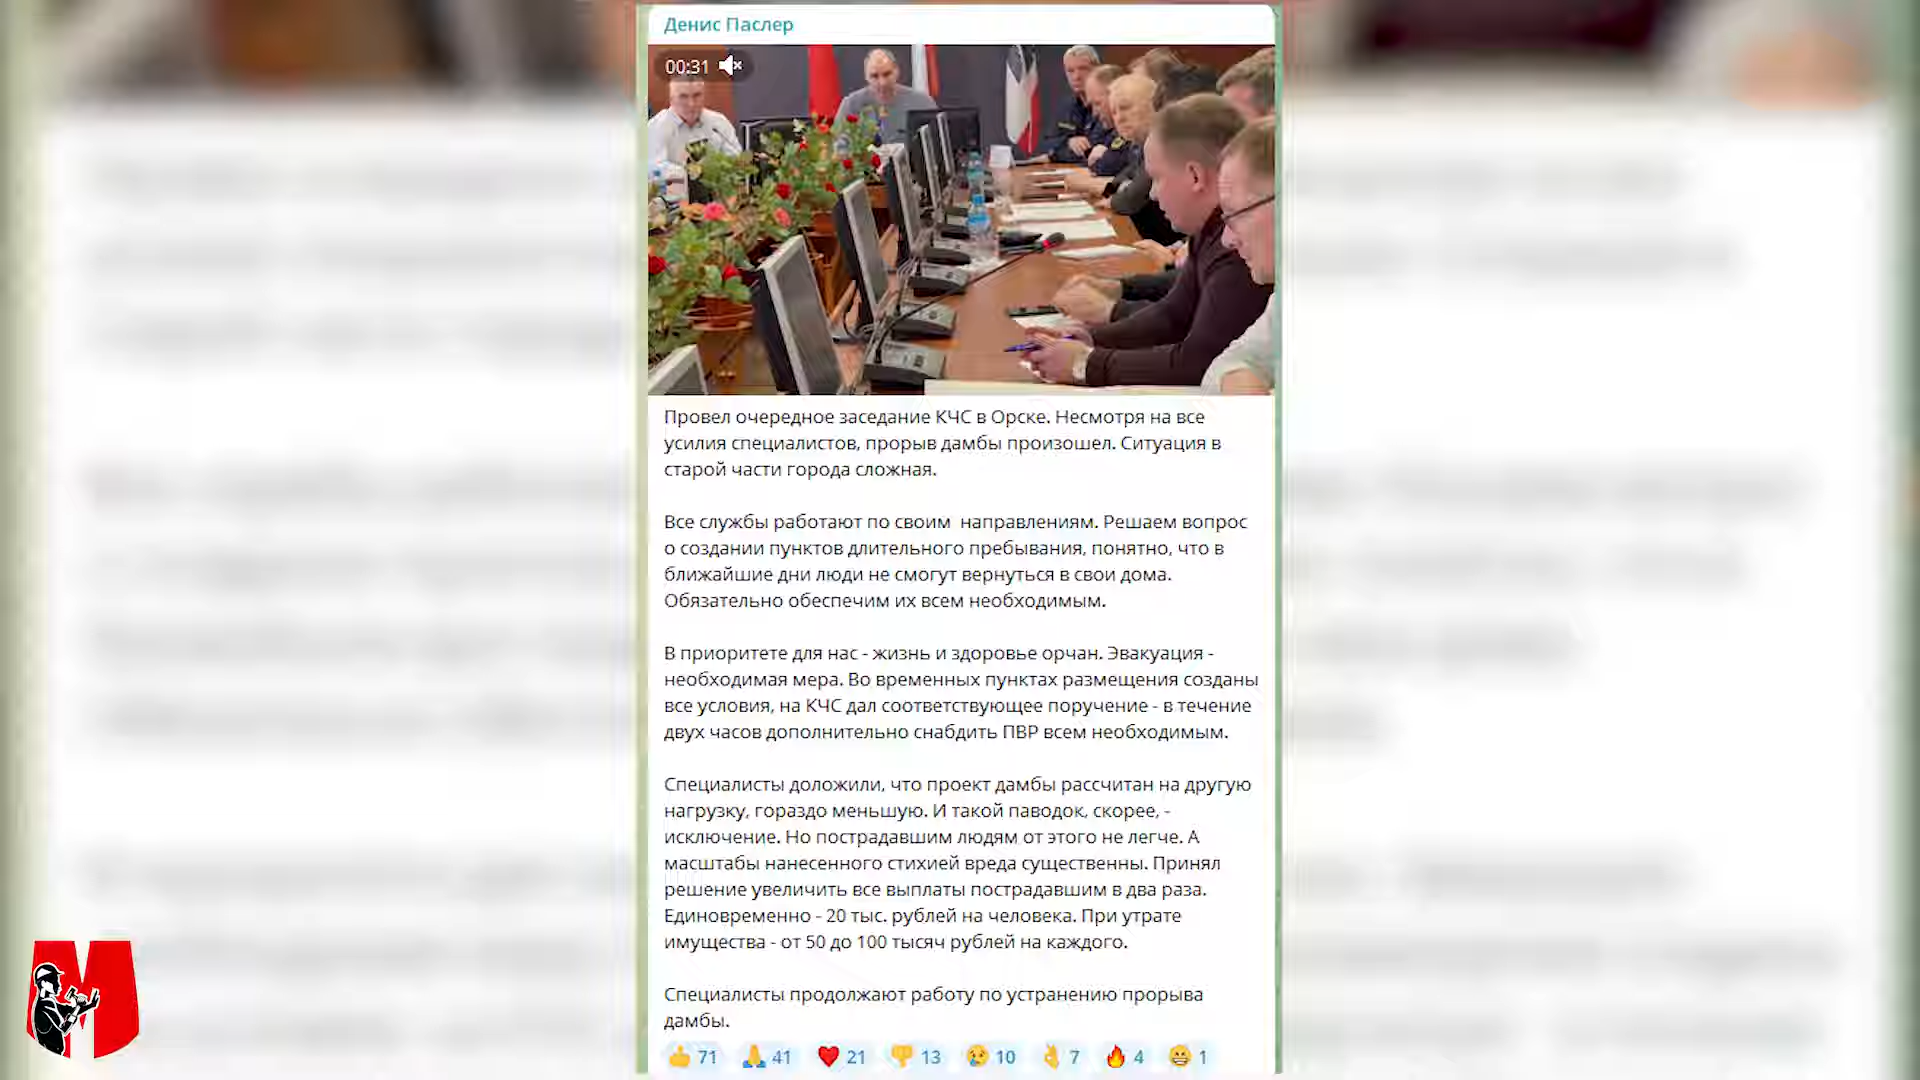 Денис Паслер
00:31
Провел очередное заседание КЧС в Орске. Несмотря на все
усилия специалистов, прорыв дамбы произошел. Ситуация в
старой части города сложная.
Все службы работают по своим  направлениям. Решаем вопрос
о создании пунктов длительного пребывания, понятно, что в
ближайшие дни люди не смогут вернуться в свои дома.
Обязательно обеспечим их всем необходимым.
В приоритете для нас - жизнь и здоровье орчан. Эвакуация -
необходимая мера. Во временных пунктах размещения созданы
все условия, на КЧС дал соответствующее поручение - в течение
двух часов дополнительно снабдить ПВР всем необходимым.
Специалисты доложили, что проект дамбы рассчитан на другую
нагрузку, гораздо меньшую. И такой паводок, скорее, -
исключение. Но пострадавшим людям от этого не легче. А
масштабы нанесенного стихией вреда существенны. Принял
решение увеличить все выплаты пострадавшим в два раза.
Единовременно - 20 тыс. рублей на человека. При утрате
имущества - от 50 до 100 тысяч рублей на каждого.
Специалисты продолжают работу по устранению прорыва
дамбы.
71 41 21 13 10 7 4 1
М